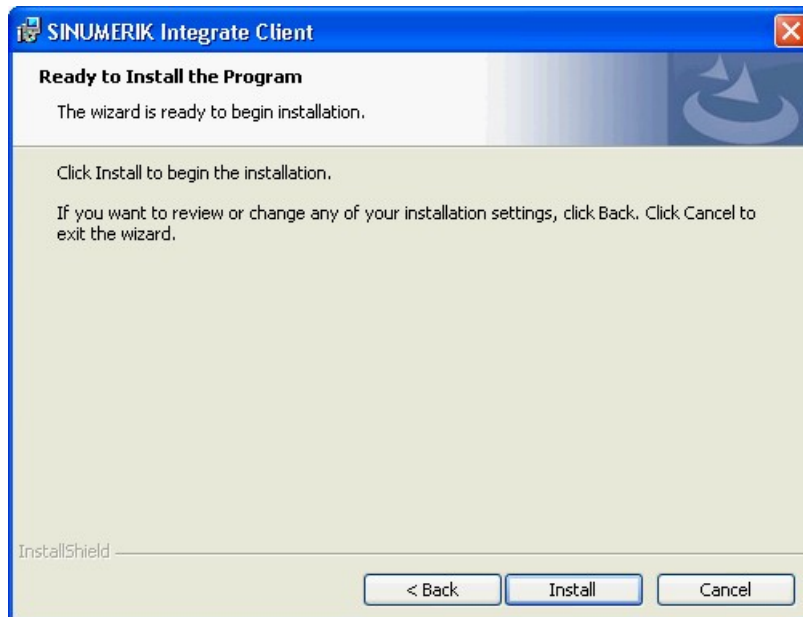 SINUMERIK Integrate Client
Ready to Install the Program
The wizard is ready to begin installation.
Click Install to begin the installation.
If you want to review or change any of your installation settings, click Back. Click Cancel to
exit the wizard.
InstallShield
< Back Install Cancel